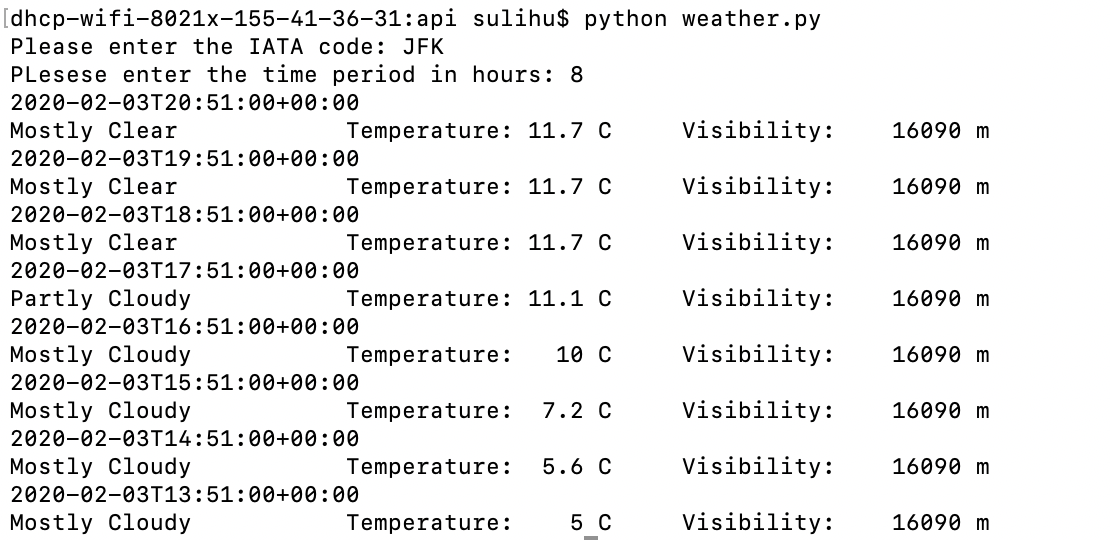 [dhcp-wifi-8021x-155-41-36-31:api sulihu$ python weather.py
Please enter the IATA code: JFK
PLesese enter the time period in hours: 8
2020-02-03T20:51:00+00:00
Mostly Clear            Temperature: 11.7 C     Visibility:    16090 m
2020-02-03T19:51:00+00:00
Mostly Clear            Temperature: 11.7 C     Visibility:    16090 m
2020-02-03T18:51:00+00:00
Mostly Clear            Temperature: 11.7 C     Visibility:    16090 m
2020-02-03T17:51:00+00:00
Partly Cloudy           Temperature: 11.1 C     Visibility:    16090 m
2020-02-03T16:51:00+00:00
Mostly Cloudy           Temperature:   10 C     Visibility:    16090 m
2020-02-03T15:51:00+00:00
Mostly Cloudy           Temperature:  7.2 C     Visibility:    16090 m
2020-02-03T14:51:00+00:00
Mostly Cloudy           Temperature:  5.6 C     Visibility:    16090 m
2020-02-03T13:51:00+00:00
Mostly Cloudy           Temperature:    5 C     Visibility:    16090 m